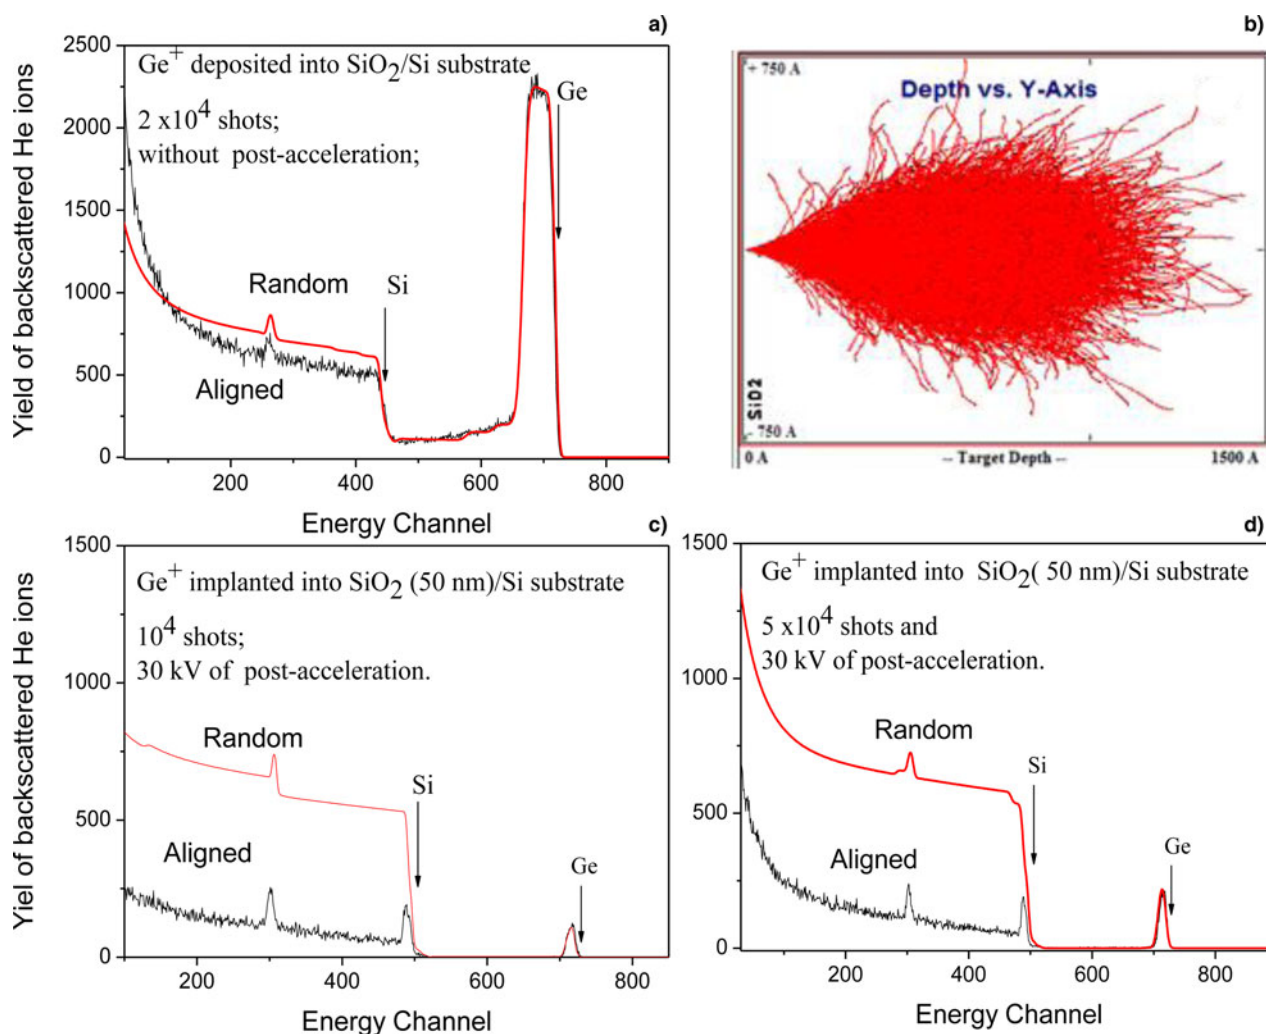 a)
Ge+ deposited into SiO2/Si substrate
2 x10^4 shots;
without post-acceleration;
Ge
Random
Si
Aligned
Yield of backscattered He ions
2500
2000
1500
1000
500
0
200 400 600 800
Energy Channel
b)
+ 750 A
Depth vs. Y-Axis
SiO2
- 750 A
0 A -- Target Depth -- 1500 A
c)
Ge+ implanted into SiO2 (50 nm)/Si substrate
10^4 shots;
30 kV of post-acceleration.
Random
Si
Aligned
Ge
Yiel of backscattered He ions
1500
1000
500
0
200 400 600 800
Energy Channel
d)
Ge+ implanted into SiO2( 50 nm)/Si substrate
5 x10^4 shots and
30 kV of post-acceleration.
Random
Si
Aligned
Ge
1500
1000
500
0
200 400 600 800
Energy Channel